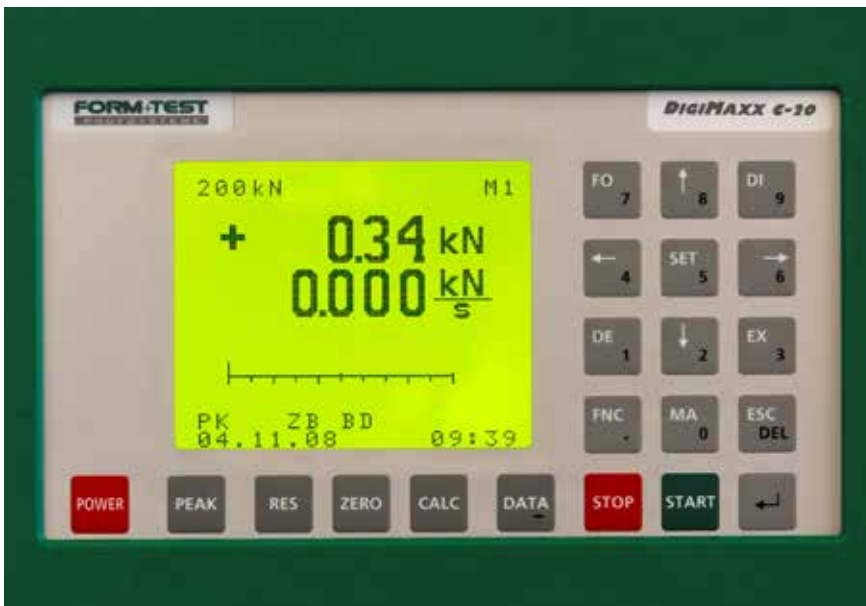 FORM+TEST
PRÜFSYSTEME
DIGIMAXX C-20
200kN M1
+ 0.34 kN
0.000 kN/s
PK ZB BD
04.11.08 09:39
FO 7 ↑ 8 DI 9
← 4 SET 5 → 6
DE 1 ↓ 2 EX 3
FNC . MA 0 ESC DEL
POWER PEAK RES ZERO CALC DATA - STOP START ↵